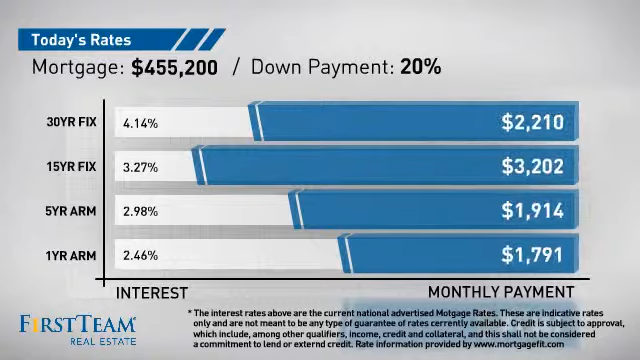 Today's Rates
Mortgage: $455,200 / Down Payment: 20%
30YR FIX 4.14% $2,210
15YR FIX 3.27% $3,202
5YR ARM 2.98% $1,914
1YR ARM 2.46% $1,791
INTEREST MONTHLY PAYMENT
FIRSTTEAM®
REAL ESTATE
* The interest rates above are the current national advertised Motgage Rates. These are indicative rates
only and are not meant to be any type of guarantee of rates cerrently available. Credit is subject to approval,
which include, among other qualifiers, income, credit and collateral, and this shall not be considered
a commitment to lend or externd credit. Rate information provided by www.mortgagefit.com